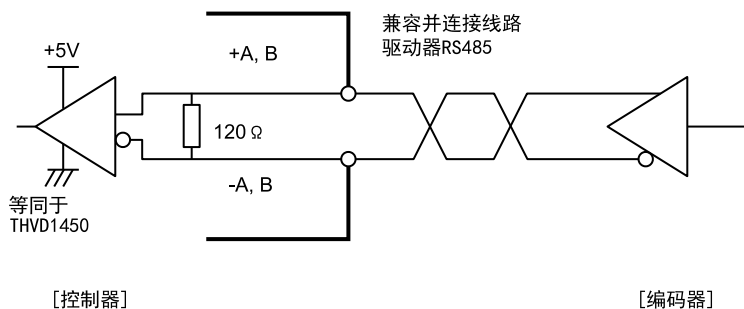 兼容并连接线路
驱动器RS485
+5V
+A, B
120 Ω
-A, B
等同于
THVD1450
[控制器]
[编码器]